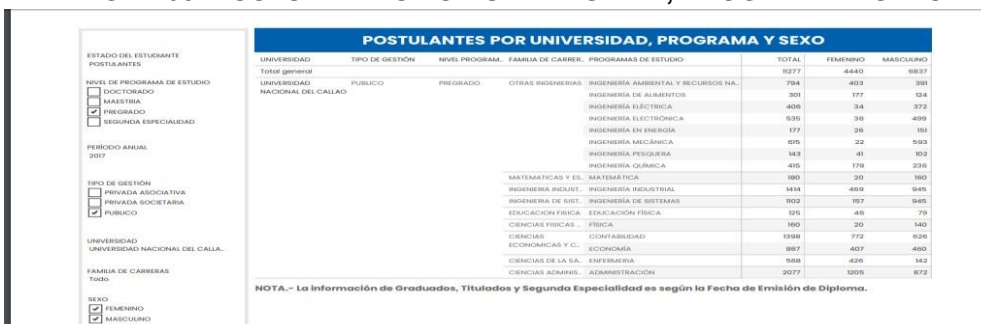 POSTULANTES POR UNIVERSIDAD, PROGRAMA Y SEXO
ESTADO DEL ESTUDIANTE
POSTULANTES
NIVEL DE PROGRAMA DE ESTUDIO
DOCTORADO
MAESTRIA
PREGRADO
SEGUNDA ESPECIALIDAD
PERÍODO ANUAL
2017
TIPO DE GESTIÓN
PRIVADA ASOCIATIVA
PRIVADA SOCIETARIA
PUBLICO
UNIVERSIDAD
UNIVERSIDAD NACIONAL DEL CALLA..
FAMILIA DE CARRERAS
Todo
SEXO
FEMENINO
MASCULINO
UNIVERSIDAD TIPO DE GESTIÓN NIVEL PROGRAM.. FAMILIA DE CARRER.. PROGRAMAS DE ESTUDIO TOTAL FEMENINO MASCULINO
Total general 11277 4440 6837
UNIVERSIDAD PUBLICO PREGRADO OTRAS INGENIERIAS INGENIERÍA AMBIENTAL Y RECURSOS NA.. 794 403 391
NACIONAL DEL CALLAO INGENIERÍA DE ALIMENTOS 301 177 124
INGENIERÍA ELÉCTRICA 406 34 372
INGENIERÍA ELECTRÓNICA 535 36 499
INGENIERÍA EN ENERGÍA 177 26 151
INGENIERÍA MECÁNICA 615 22 593
INGENIERÍA PESQUERA 143 41 102
INGENIERÍA QUÍMICA 415 179 236
MATEMATICAS Y ES.. MATEMÁTICA 180 20 160
INGENIERIA INDUST.. INGENIERÍA INDUSTRIAL 1414 469 945
INGENIERIA DE SIST.. INGENIERÍA DE SISTEMAS 1102 157 945
EDUCACION FISICA EDUCACIÓN FÍSICA 125 46 79
CIENCIAS FISICAS .. FÍSICA 160 20 140
CIENCIAS CONTABILIDAD 1398 772 626
ECONOMICAS Y C.. ECONOMÍA 867 407 460
CIENCIAS DE LA SA.. ENFERMERIA 568 426 142
CIENCIAS ADMINIS.. ADMINISTRACIÓN 2077 1205 872
NOTA.- La información de Graduados, Titulados y Segunda Especialidad es según la Fecha de Emisión de Diploma.